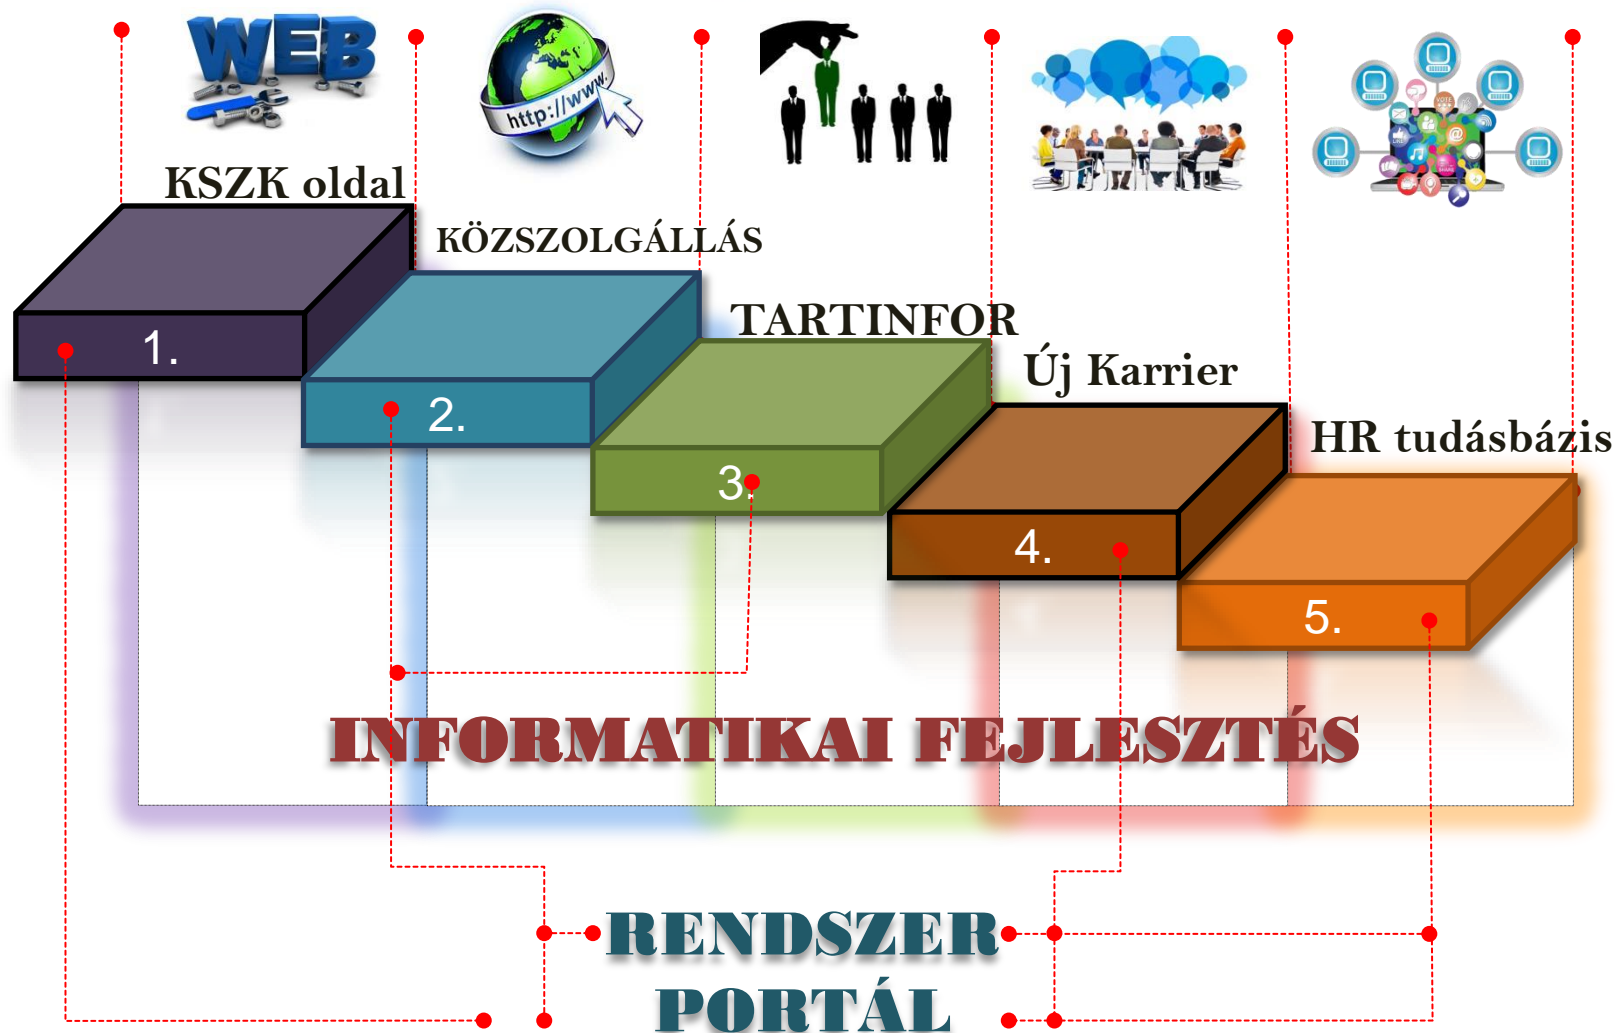 WEB
http://www.
KSZK oldal
KÖZSZOLGÁLLÁS
TARTINFOR
Új Karrier
HR tudásbázis
1.
2.
3.
4.
5.
INFORMATIKAI FEJLESZTÉS
RENDSZER
PORTÁL